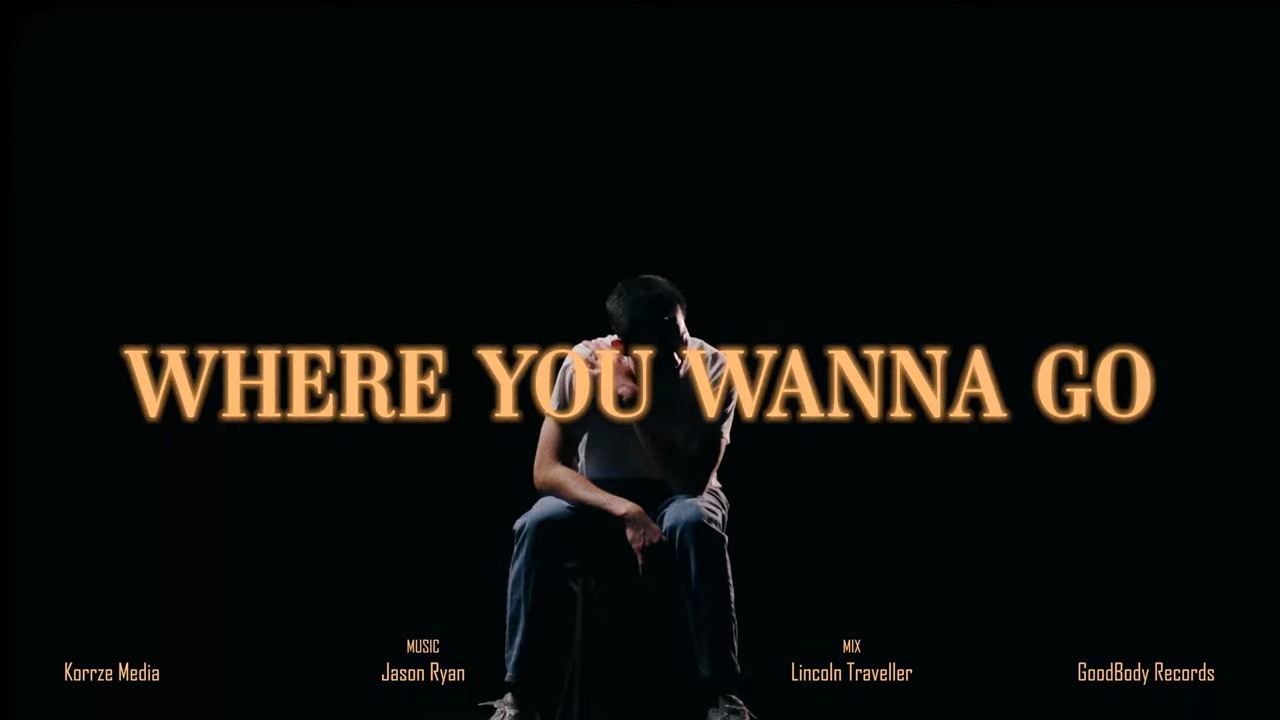 WHERE YOU WANNA GO
MUSIC
MIX
Korrze Media
Jason Ryan
Lincoln Traveller
GoodBody Records